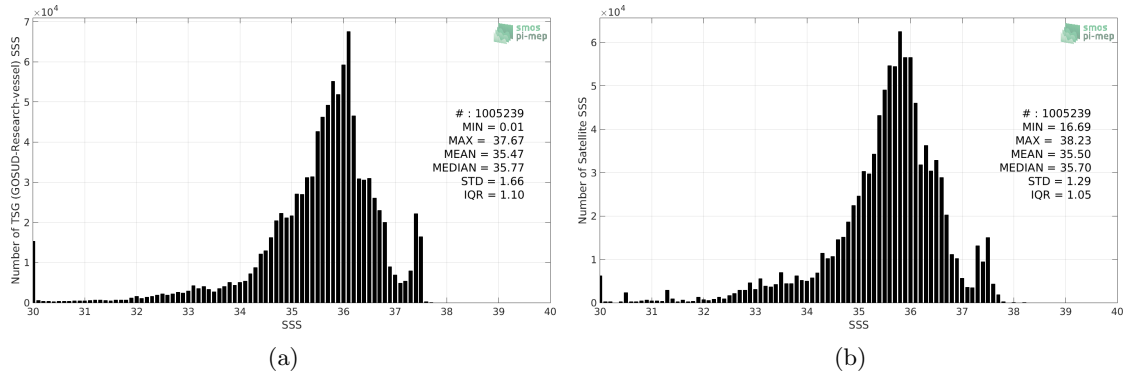 ×10⁴
7
6
5
4
3
2
1
0
Number of TSG (GOSUD-Research-vessel) SSS
smos
pi-mep
# : 1005239
MIN = 0.01
MAX = 37.67
MEAN = 35.47
MEDIAN = 35.77
STD = 1.66
IQR = 1.10
30 31 32 33 34 35 36 37 38 39 40
SSS
(a)
×10⁴
6
5
4
3
2
1
0
Number of Satellite SSS
smos
pi-mep
# : 1005239
MIN = 16.69
MAX = 38.23
MEAN = 35.50
MEDIAN = 35.70
STD = 1.29
IQR = 1.05
30 31 32 33 34 35 36 37 38 39 40
SSS
(b)